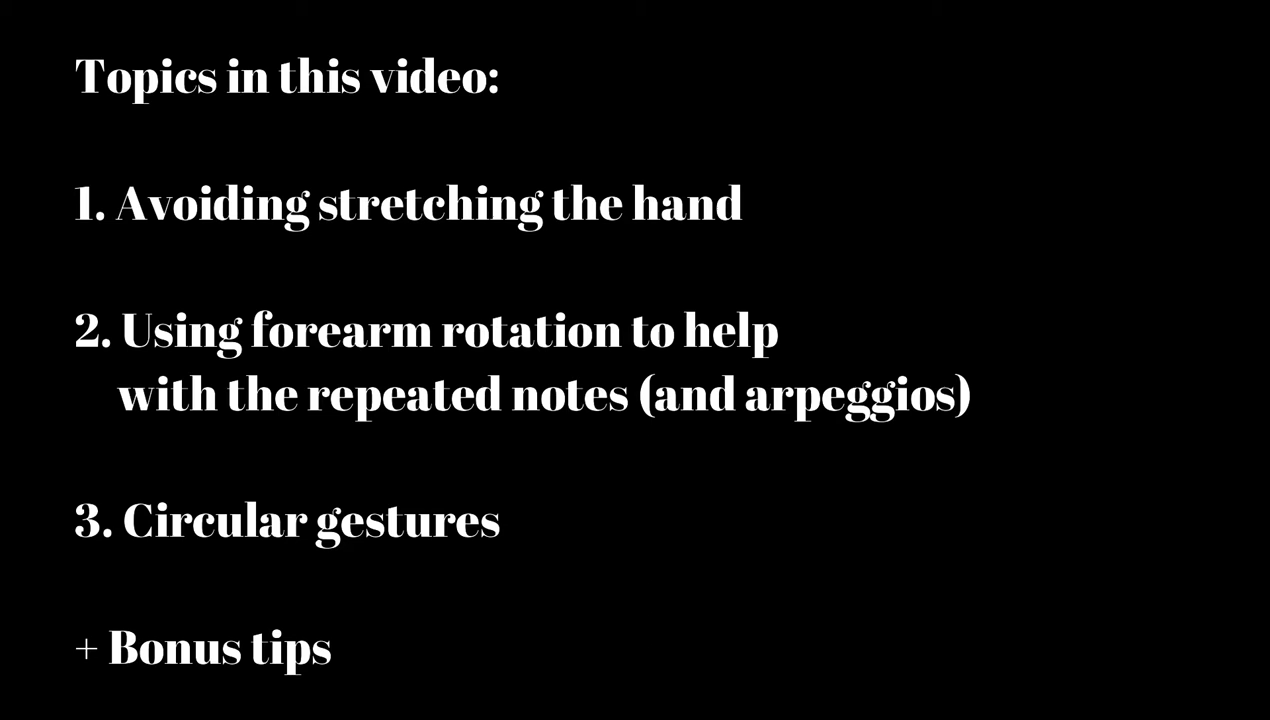 Topics in this video:
1. Avoiding stretching the hand
2. Using forearm rotation to help
with the repeated notes (and arpeggios)
3. Circular gestures
+ Bonus tips